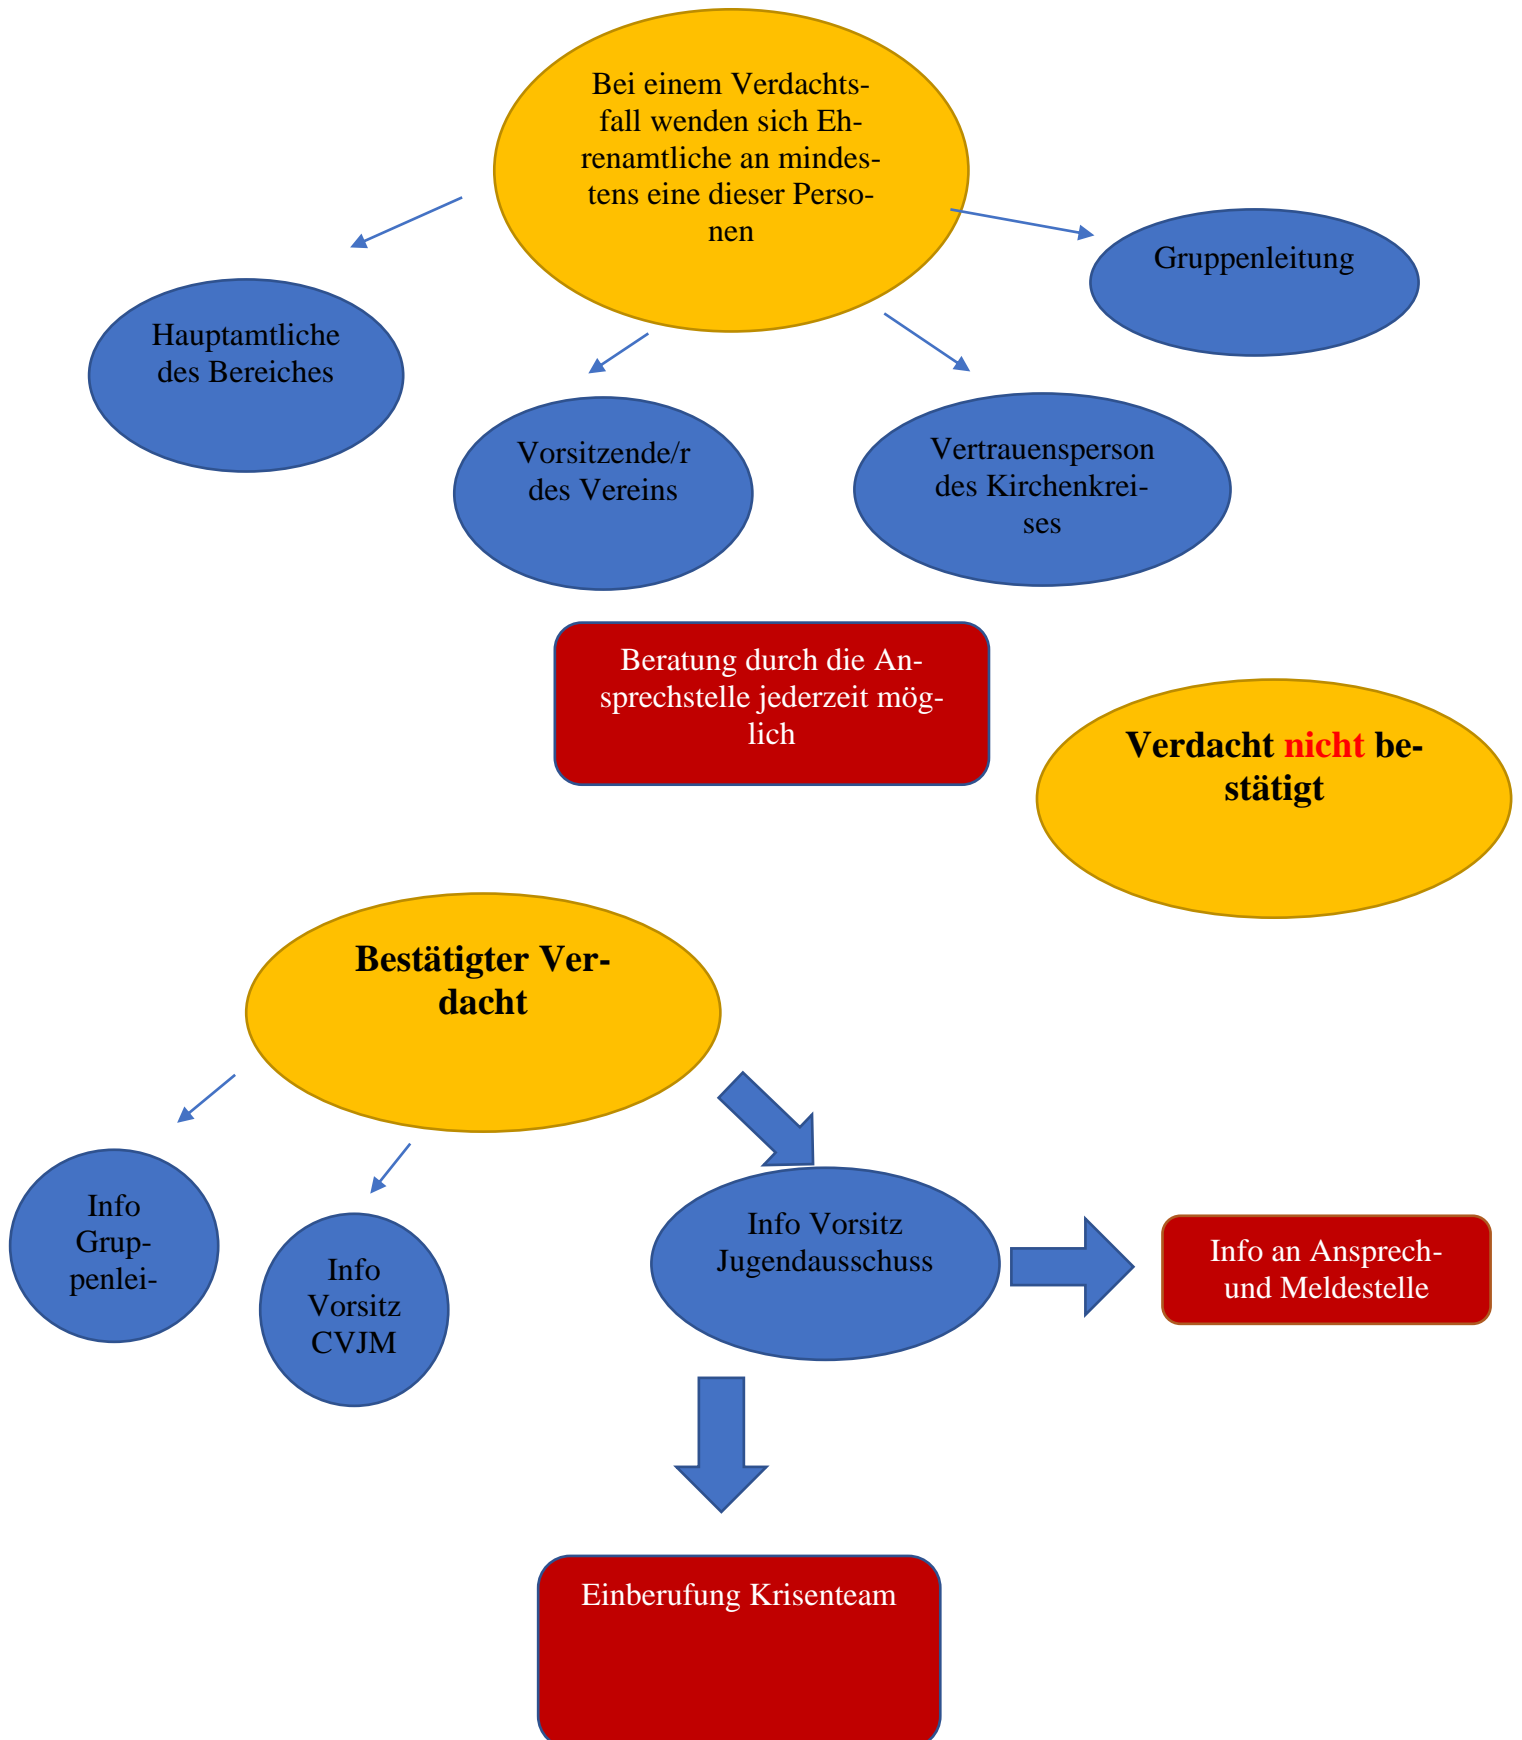 Bei einem Verdachts-
fall wenden sich Eh-
renamtliche an mindes-
tens eine dieser Perso-
nen
Gruppenleitung
Hauptamtliche
des Bereiches
Vorsitzende/r
des Vereins
Vertrauensperson
des Kirchenkrei-
ses
Beratung durch die An-
sprechstelle jederzeit mög-
lich
Verdacht nicht be-
stätigt
Bestätigter Ver-
dacht
Info
Grup-
penlei-
Info
Vorsitz
CVJM
Info Vorsitz
Jugendausschuss
Info an Ansprech-
und Meldestelle
Einberufung Krisenteam